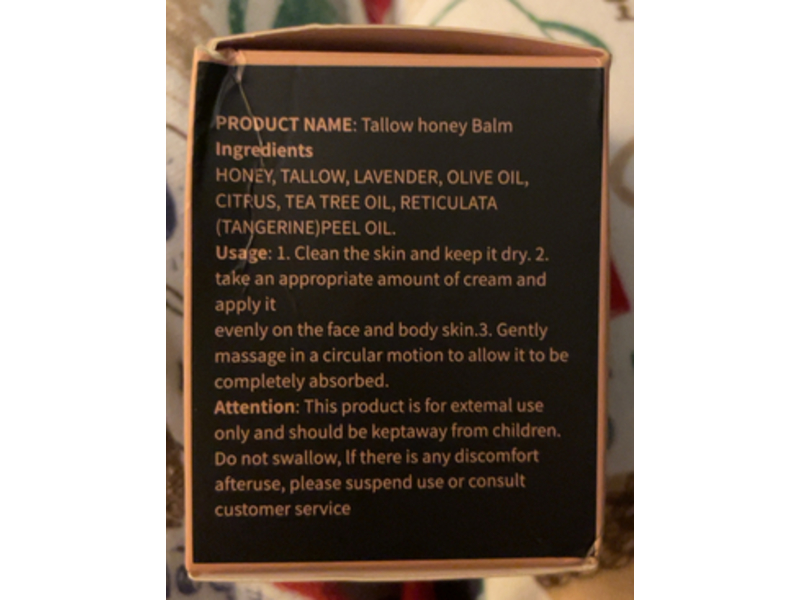 PRODUCT NAME: Tallow honey Balm
Ingredients
HONEY, TALLOW, LAVENDER, OLIVE OIL,
CITRUS, TEA TREE OIL, RETICULATA
(TANGERINE)PEEL OIL.
Usage: 1. Clean the skin and keep it dry. 2.
take an appropriate amount of cream and
apply it
evenly on the face and body skin.3. Gently
massage in a circular motion to allow it to be
completely absorbed.
Attention: This product is for extemal use
only and should be keptaway from children.
Do not swallow, lf there is any discomfort
afteruse, please suspend use or consult
customer service